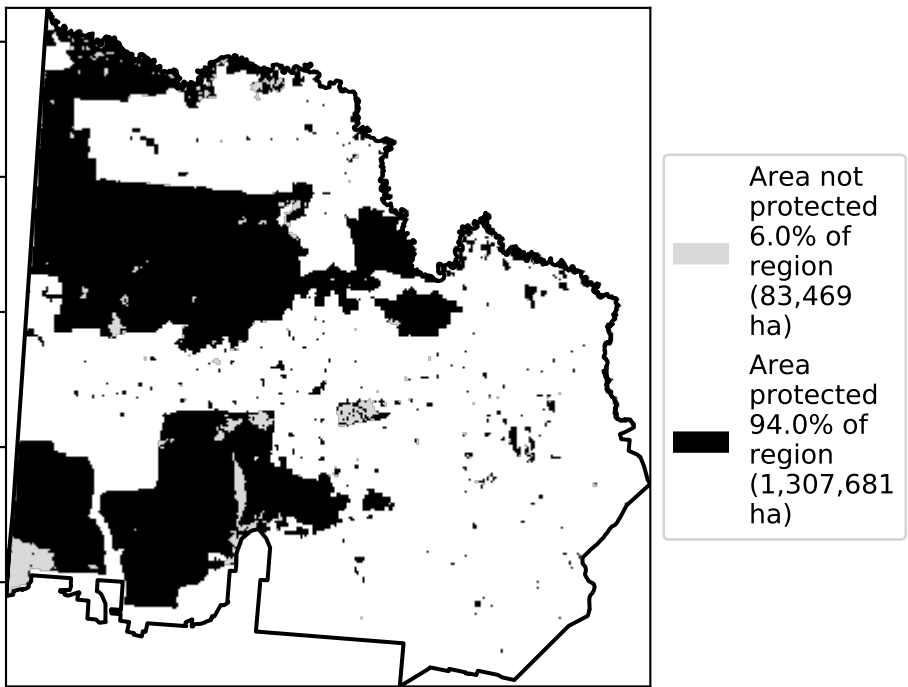 Area not
protected
6.0% of
region
(83,469
ha)
Area
protected
94.0% of
region
(1,307,681
ha)